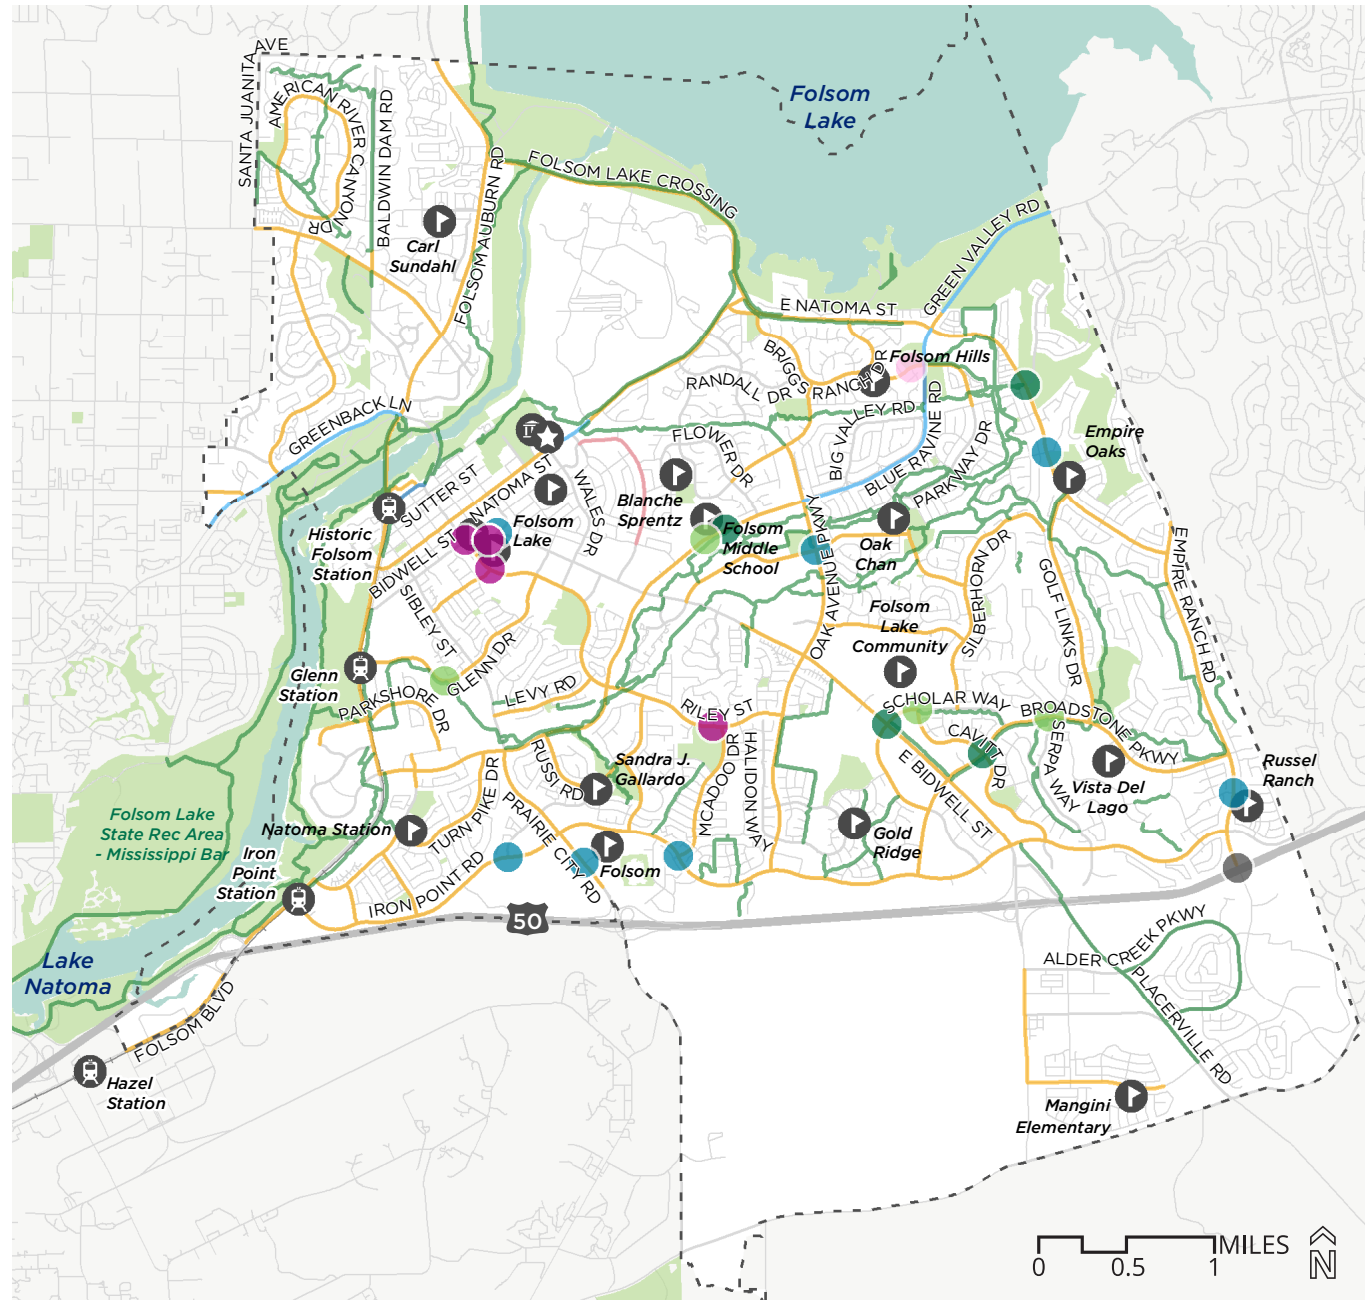 SANTA JUANITA
AVE
AMERICAN RIVER CANYON
DR
BALDWIN DAM RD
FOLSOM AUBURN RD
Carl
Sundahl
FOLSOM LAKE CROSSING
Folsom
Lake
GREEN VALLEY RD
E NATOMA ST
BRIGGS RANCH DR
Folsom Hills
RANDALL DR
BIG VALLEY RD
BLUE RAVINE RD
PARKWAY DR
FLOWER DR
GREENBACK LN
SUTTER ST
NATOMA ST
BIDWELL ST
WALES DR
Empire
Oaks
Blanche
Sprentz
Folsom
Lake
Historic
Folsom
Station
Folsom
Middle
School
OAK AVENUE PKWY
Oak
Chan
SILBERHORN DR
GOLF LINKS DR
EMPIRE RANCH RD
SIBLEY ST
Folsom
Lake
Community
Glenn
Station
GLENN DR
PARKSHORE DR
LEVY RD
RILEY ST
SCHOLAR WAY
BROADSTONE PKWY
CAVITT DR
SERPA WAY
E BIDWELL ST
RUSSI RD
Sandra J.
Gallardo
MCADOO DR
HALIDON WAY
Vista Del
Lago
Russel
Ranch
Folsom Lake
State Rec Area
- Mississippi Bar
Natoma Station
TURN PIKE DR
PRAIRIE CITY RD
Gold
Ridge
Iron
Point
Station
Folsom
IRON POINT RD
50
Lake
Natoma
ALDER CREEK PKWY
PLACERVILLE RD
FOLSOM BLVD
Hazel
Station
Mangini
Elementary
MILES
0
0.5
1
N